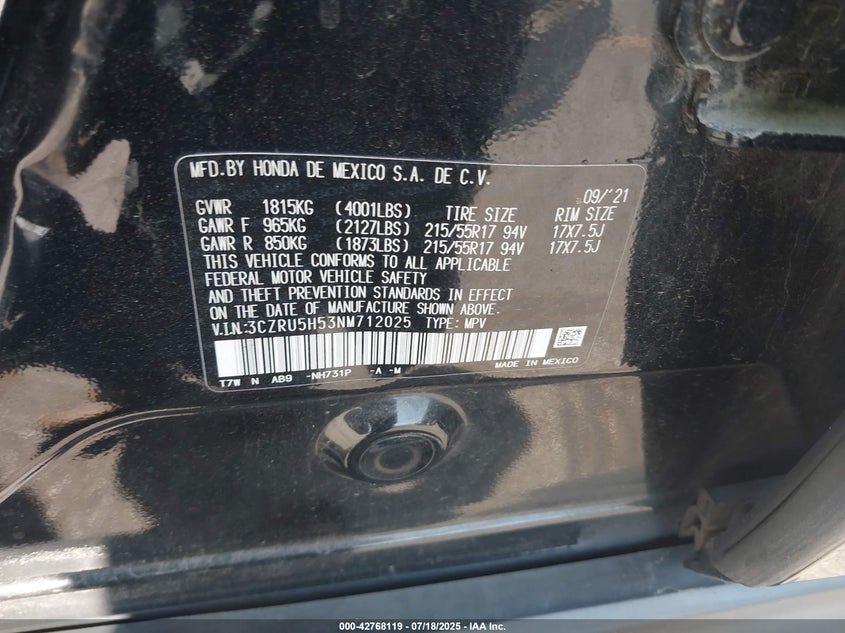 MFD.BY HONDA DE MEXICO S.A. DE C.V.
09/'21
GVWR 1815KG (4001LBS) TIRE SIZE RIM SIZE
GAWR F 965KG (2127LBS) 215/55R17 94V 17X7.5J
GAWR R 850KG (1873LBS) 215/55R17 94V 17X7.5J
THIS VEHICLE CONFORMS TO ALL APPLICABLE
FEDERAL MOTOR VEHICLE SAFETY
AND THEFT PREVENTION STANDARDS IN EFFECT
ON THE DATE OF MANUFACTURE SHOWN ABOVE.
V.I.N:3CZRU5H53NM712025 TYPE: MPV
MADE IN MEXICO
T7W N AB9 -NH731P -A -M
000-42768119 - 07/18/2025 - IAA Inc.